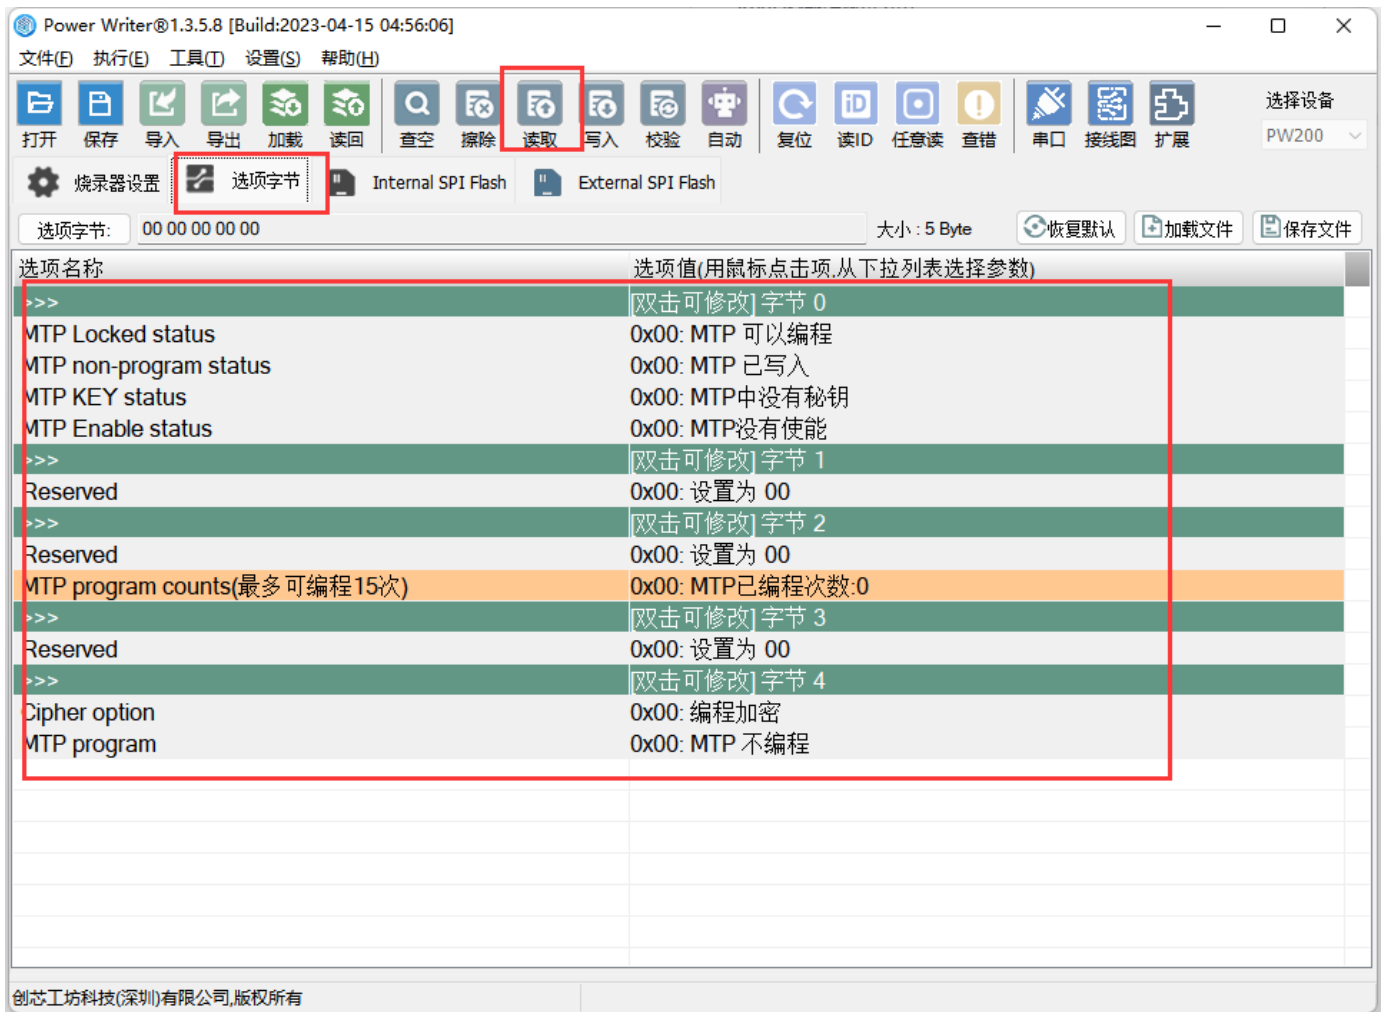 Power Writer®1.3.5.8 [Build:2023-04-15 04:56:06]
文件(F) 执行(E) 工具(T) 设置(S) 帮助(H)
打开 保存 导入 导出 加载 读回 查空 擦除 读取 写入 校验 自动 复位 读ID 任意读 查错 串口 接线图 扩展 选择设备
PW200
烧录器设置 选项字节 Internal SPI Flash External SPI Flash
选项字节: 00 00 00 00 00 大小 : 5 Byte 恢复默认 加载文件 保存文件
选项名称 选项值(用鼠标点击项,从下拉列表选择参数)
>>> [双击可修改] 字节 0
MTP Locked status 0x00: MTP 可以编程
MTP non-program status 0x00: MTP 已写入
MTP KEY status 0x00: MTP中没有秘钥
MTP Enable status 0x00: MTP没有使能
>>> [双击可修改] 字节 1
Reserved 0x00: 设置为 00
>>> [双击可修改] 字节 2
Reserved 0x00: 设置为 00
MTP program counts(最多可编程15次) 0x00: MTP已编程次数:0
>>> [双击可修改] 字节 3
Reserved 0x00: 设置为 00
>>> [双击可修改] 字节 4
Cipher option 0x00: 编程加密
MTP program 0x00: MTP 不编程
创芯工坊科技(深圳)有限公司,版权所有